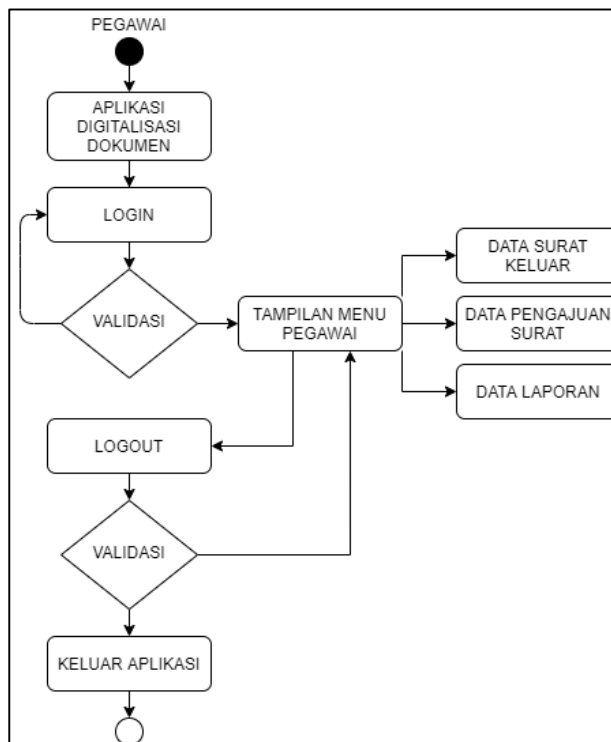 PEGAWAI
APLIKASI
DIGITALISASI
DOKUMEN
LOGIN
VALIDASI
TAMPILAN MENU
PEGAWAI
DATA SURAT
KELUAR
DATA PENGAJUAN
SURAT
DATA LAPORAN
LOGOUT
VALIDASI
KELUAR APLIKASI